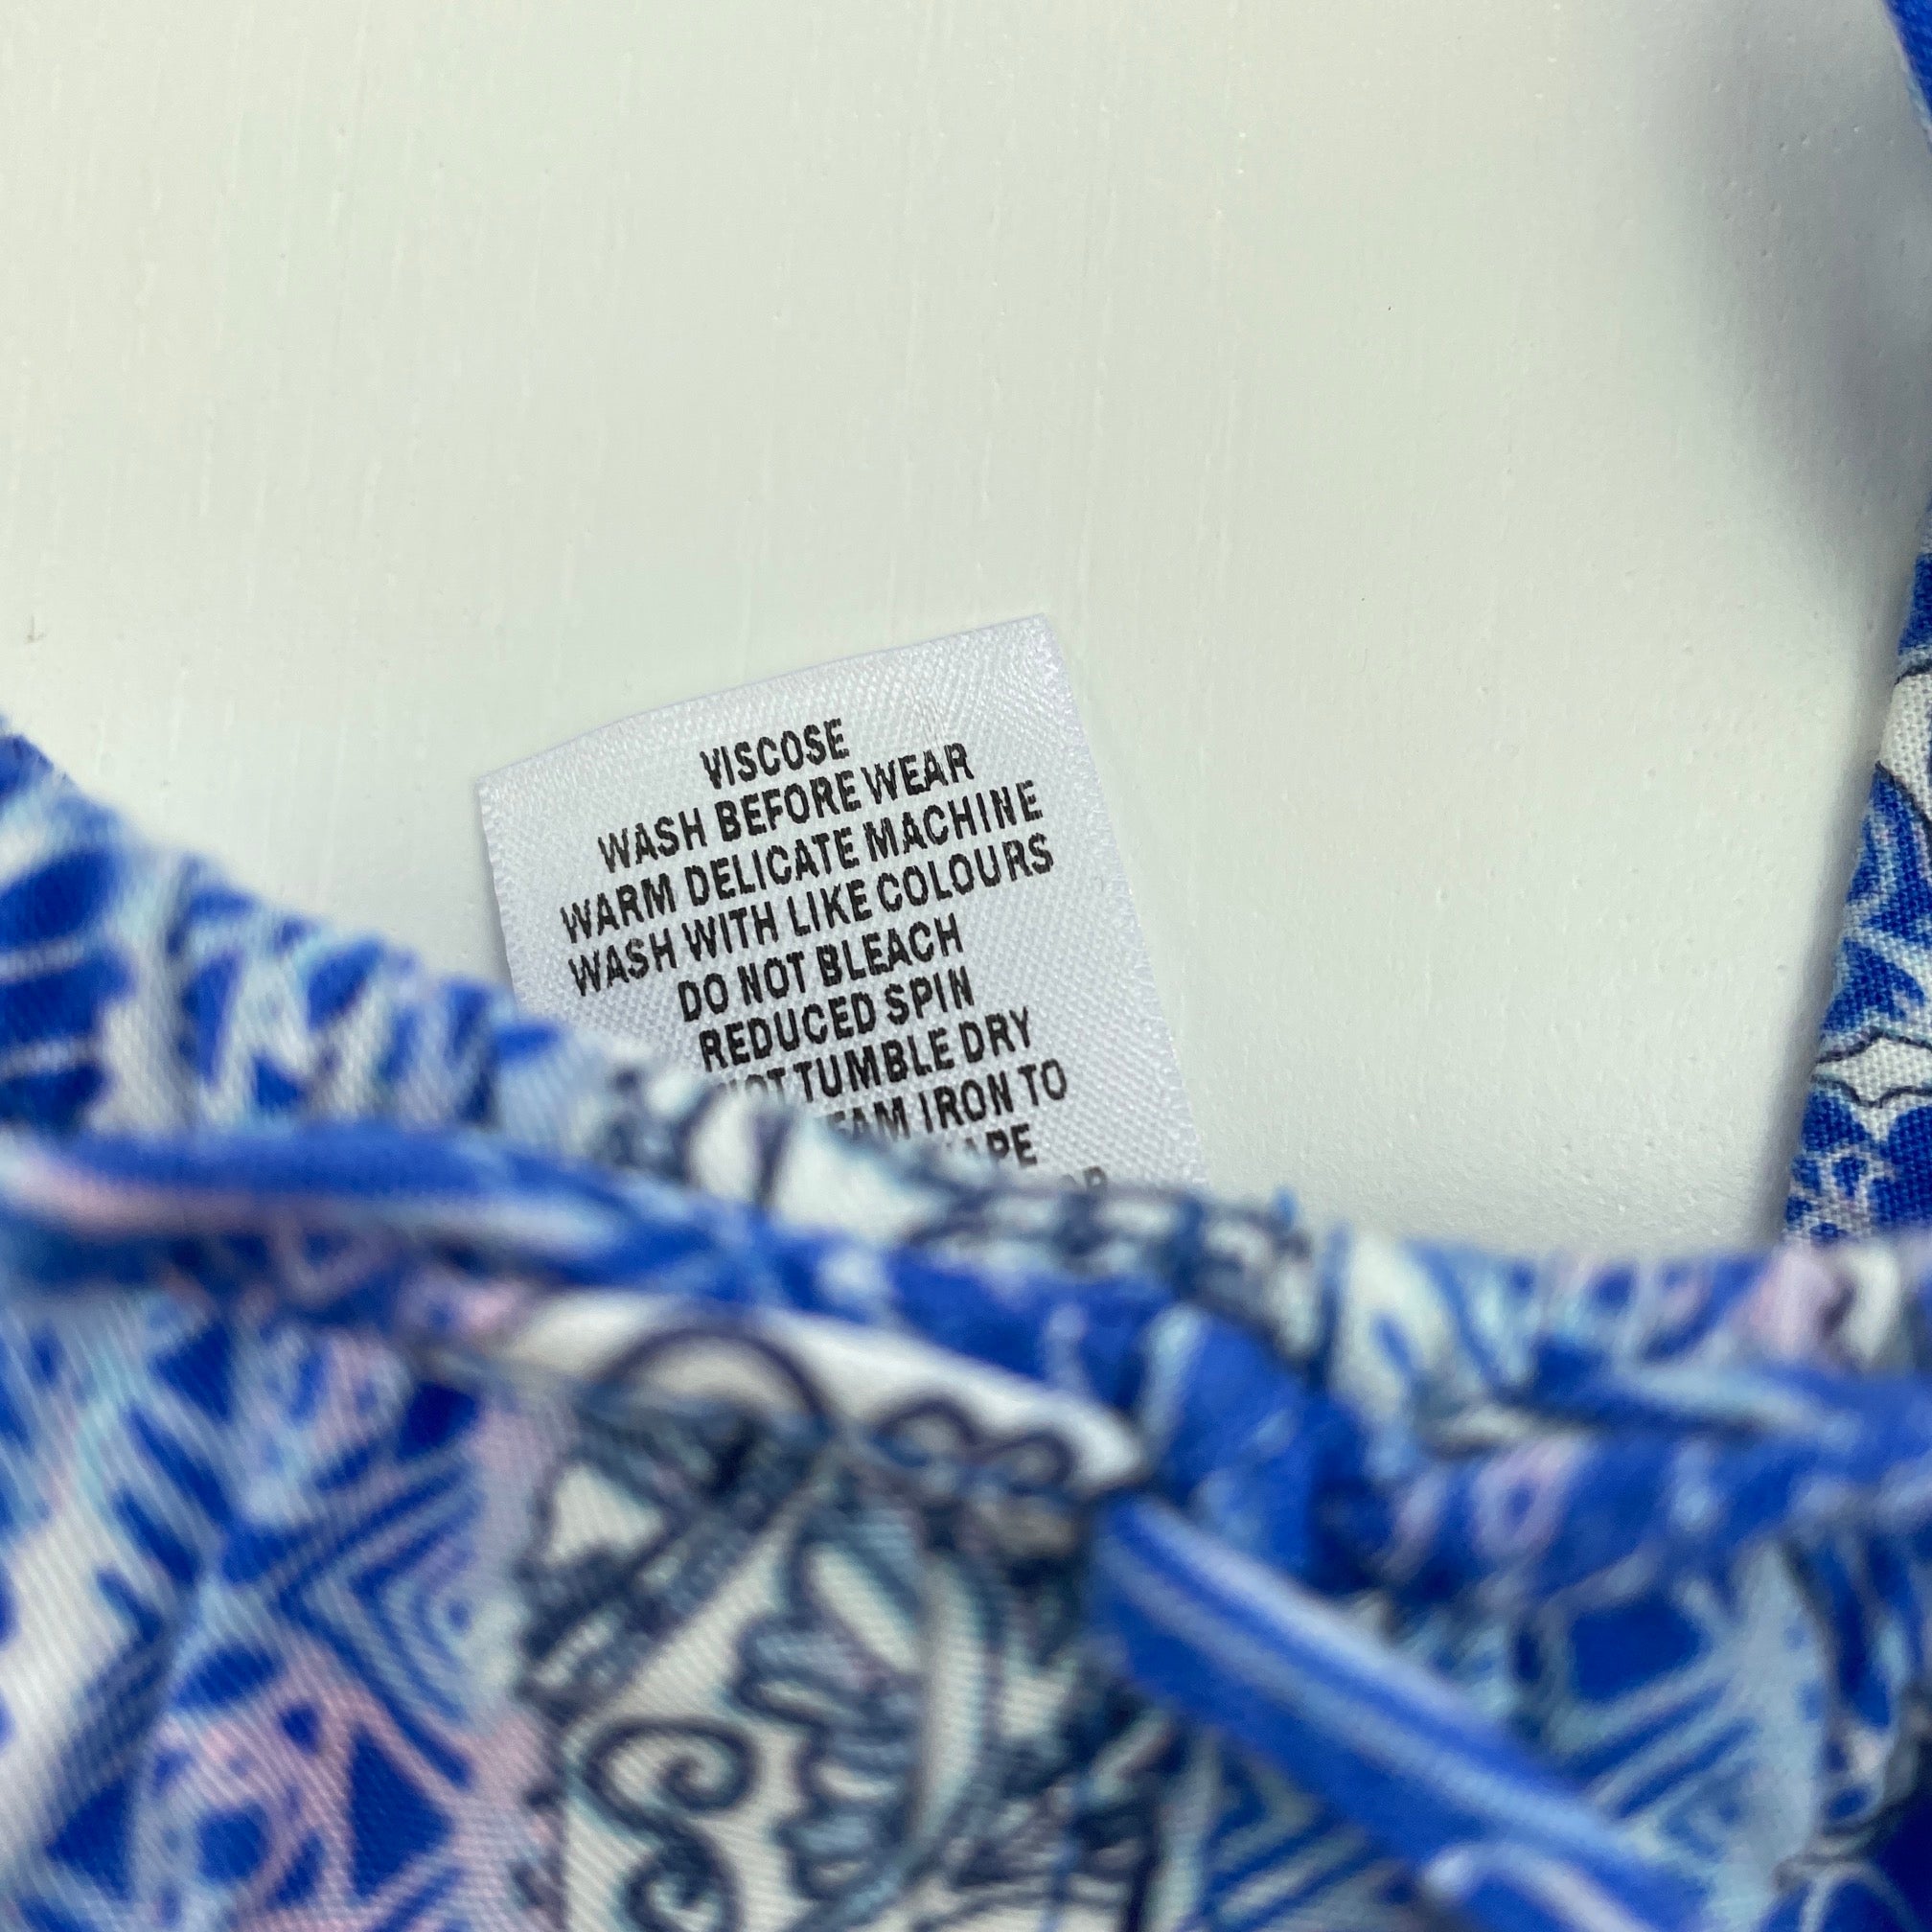 VISCOSE
WASH BEFORE WEAR
WARM DELICATE MACHINE
WASH WITH LIKE COLOURS
DO NOT BLEACH
REDUCED SPIN
TUMBLE DRY
IRON TO